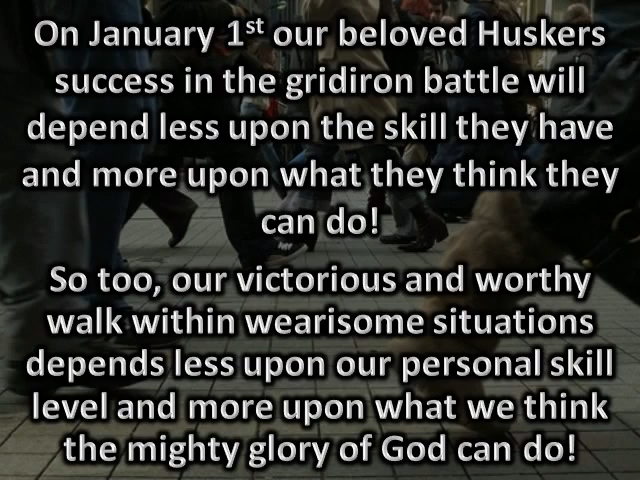 On January 1st our beloved Huskers
success in the gridiron battle will
depend less upon the skill they have
and more upon what they think they
can do!
So too, our victorious and worthy
walk within wearisome situations
depends less upon our personal skill
level and more upon what we think
the mighty glory of God can do!